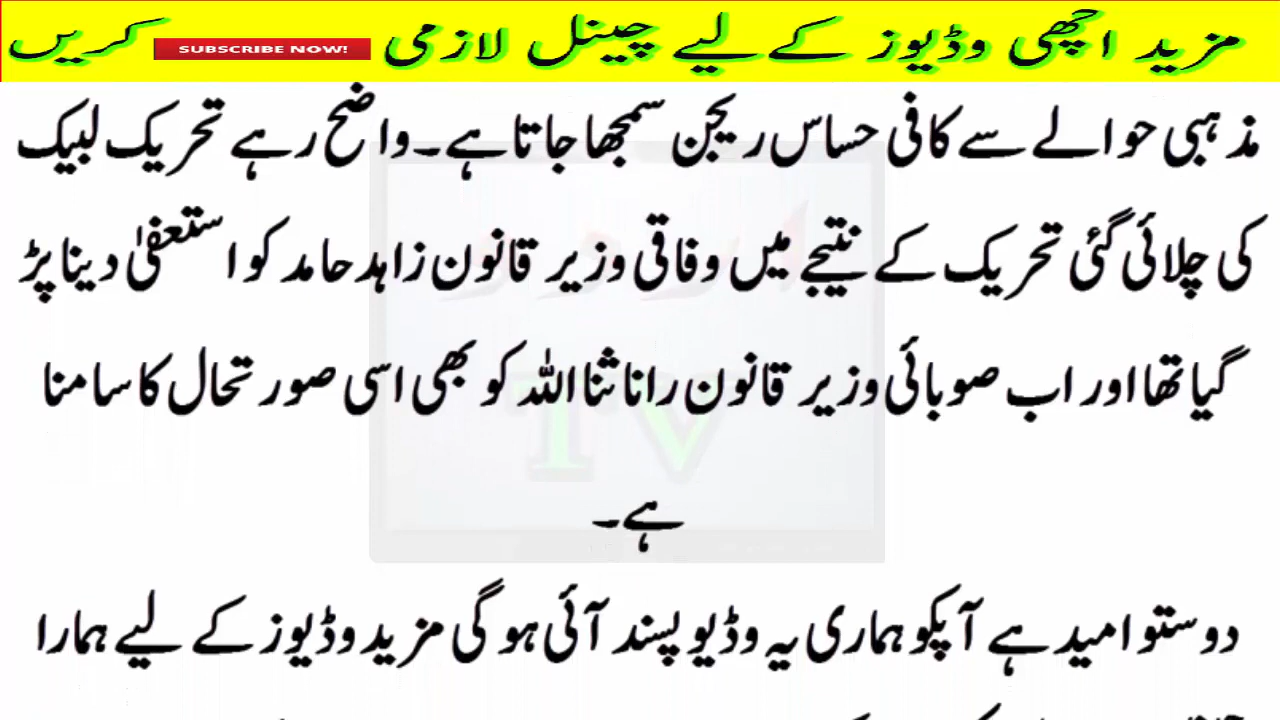 مزید اچھی وڈیوز کے لیے چینل لازمی SUBSCRIBE NOW! کریں
مذہبی حوالے سے کافی حساس ریجن سمجھا جاتا ہے۔ واضح رہے تحریک لبیک
کی چلائی گئی تحریک کے نتیجے میں وفاقی وزیر قانون زاہد حامد کو استعفیٰ دینا پڑ
گیا تھا اور اب صوبائی وزیر قانون رانا ثنا اللہ کو بھی اسی صورتحال کا سامنا
ہے۔
TV
دوستو امید ہے آپکو ہماری یہ وڈیو پسند آئی ہو گی مزید وڈیوز کے لیے ہمارا